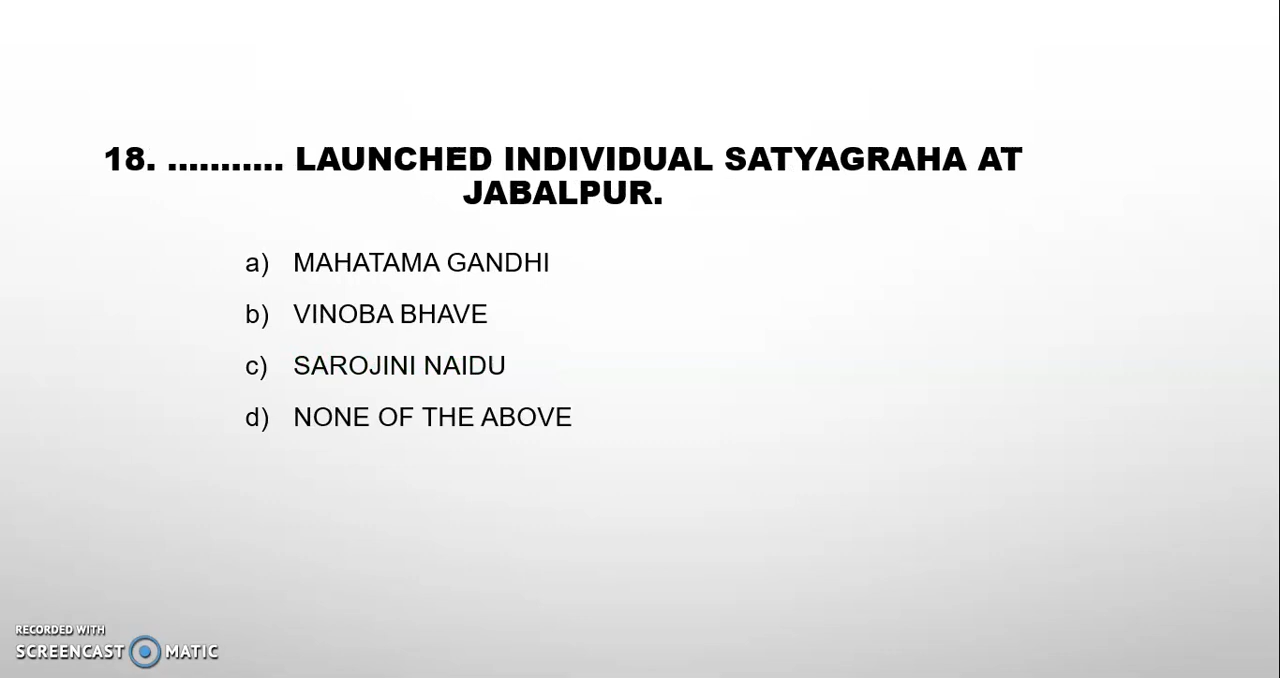 18. ........... LAUNCHED INDIVIDUAL SATYAGRAHA AT
JABALPUR.
a) MAHATAMA GANDHI
b) VINOBA BHAVE
c) SAROJINI NAIDU
d) NONE OF THE ABOVE
RECORDED WITH
SCREENCAST MATIC